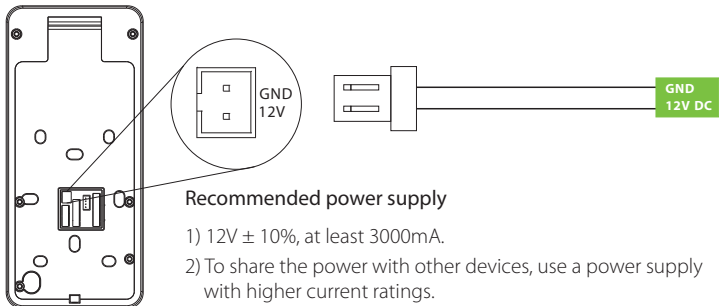 GND
12V
GND
12V DC
Recommended power supply
1) 12V ± 10%, at least 3000mA.
2) To share the power with other devices, use a power supply
with higher current ratings.